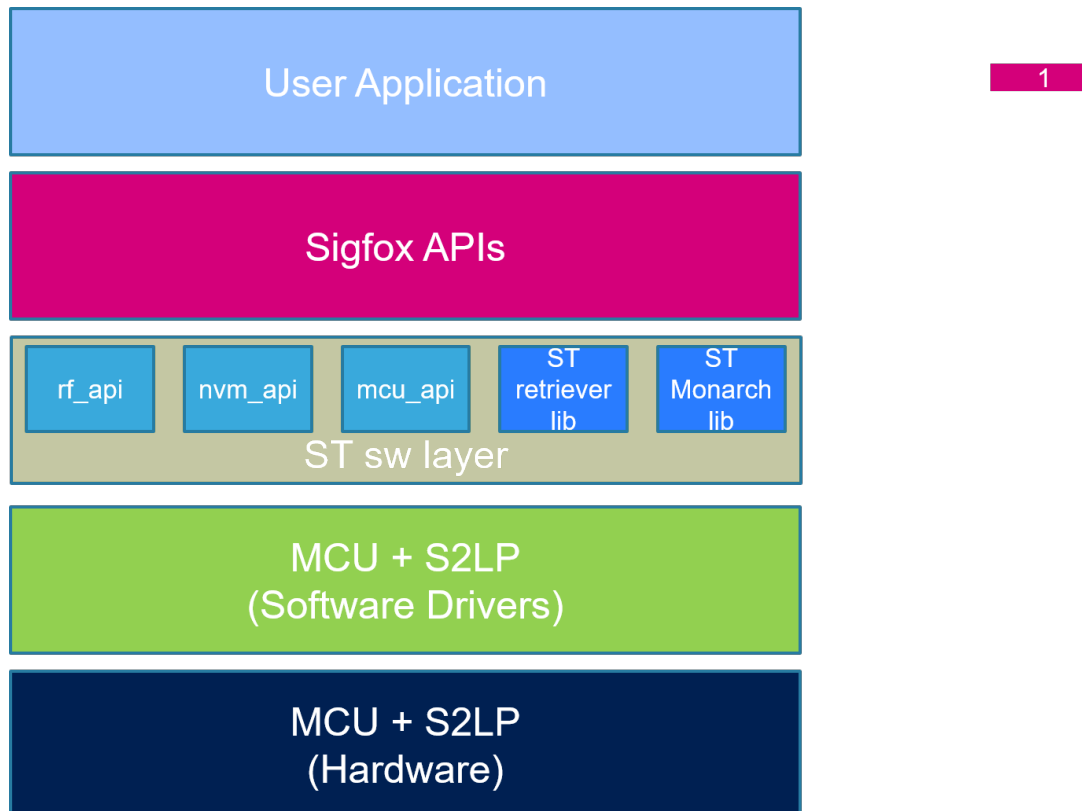 User Application
1
Sigfox APIs
rf_api
nvm_api
mcu_api
ST
retriever
lib
ST
Monarch
lib
ST sw layer
MCU + S2LP
(Software Drivers)
MCU + S2LP
(Hardware)